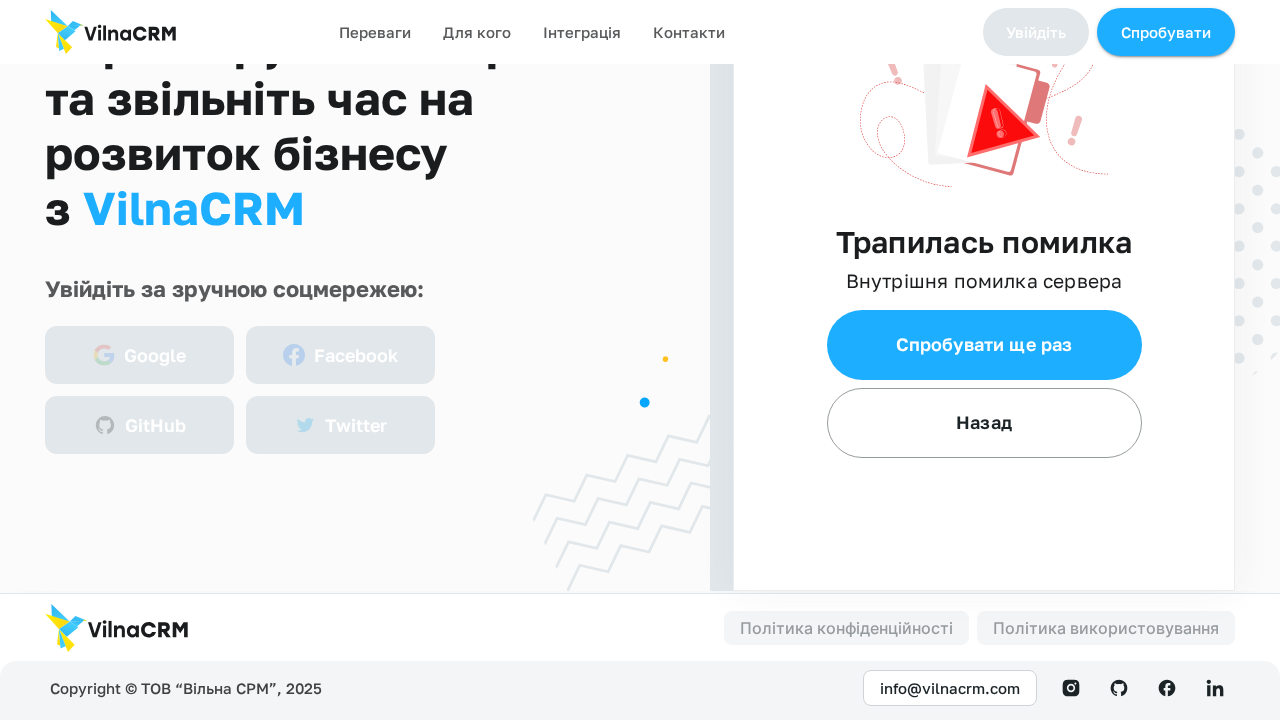 VilnaCRM
Переваги
Для кого
Інтеграція
Контакти
Увійдіть
Спробувати
та звільніть час на
розвиток бізнесу
з VilnaCRM
Увійдіть за зручною соцмережею:
Google
Facebook
GitHub
Twitter
Трапилась помилка
Внутрішня помилка сервера
Спробувати ще раз
Назад
VilnaCRM
Політика конфіденційності
Політика використовування
Copyright © ТОВ “Вільна СРМ”, 2025
info@vilnacrm.com